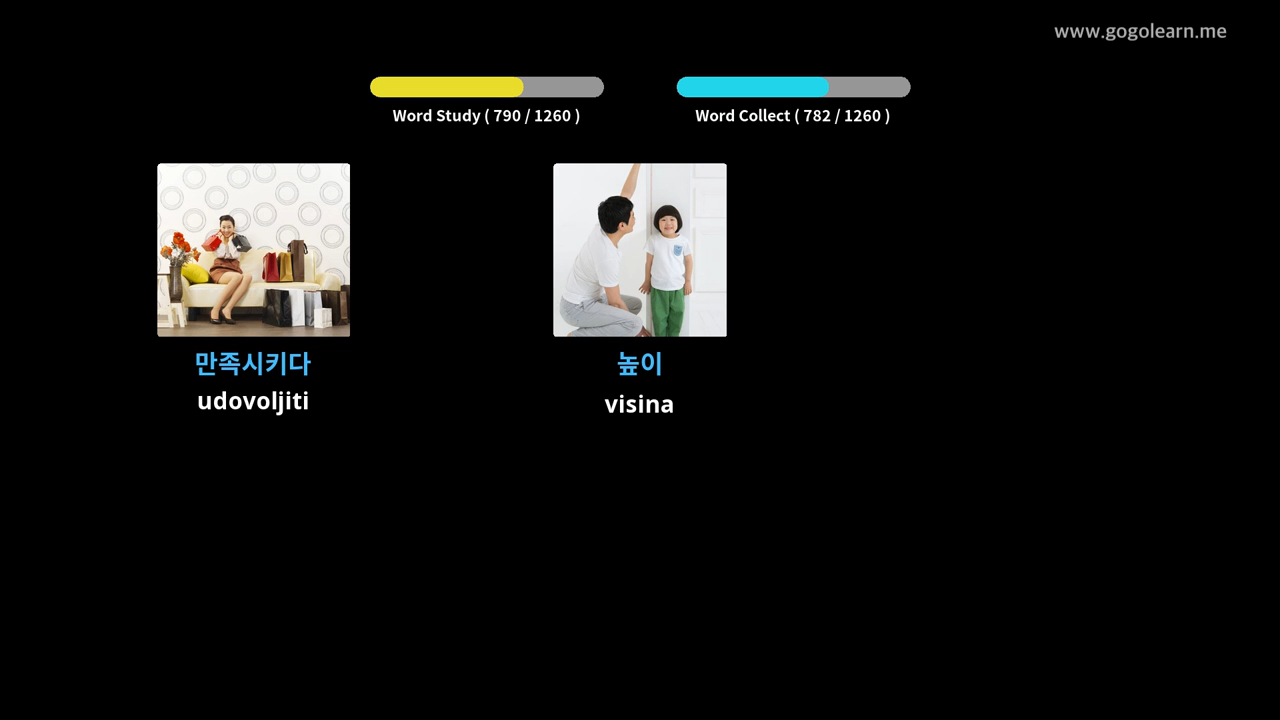 www.gogolearn.me
Word Study ( 790 / 1260 )
Word Collect ( 782 / 1260 )
만족시키다
udovoljiti
높이
visina